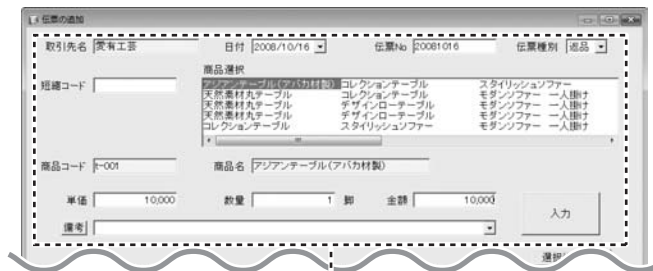 伝票の追加
取引先名 愛有工芸 日付 2008/10/16 伝票No 20081016 伝票種別 返品
商品選択
短縮コード
アジアンテーブル(アバカ材製) コレクションテーブル スタイリッシュソファー
天然素材丸テーブル コレクションテーブル モダンソファー 一人掛け
天然素材丸テーブル デザインローテーブル モダンソファー 一人掛け
天然素材丸テーブル デザインローテーブル モダンソファー 一人掛け
コレクションテーブル スタイリッシュソファー モダンソファー 一人掛け
商品コード t-001 商品名 アジアンテーブル(アバカ材製)
単価 10,000 数量 1 脚 金額 10,000
入力
備考
選択